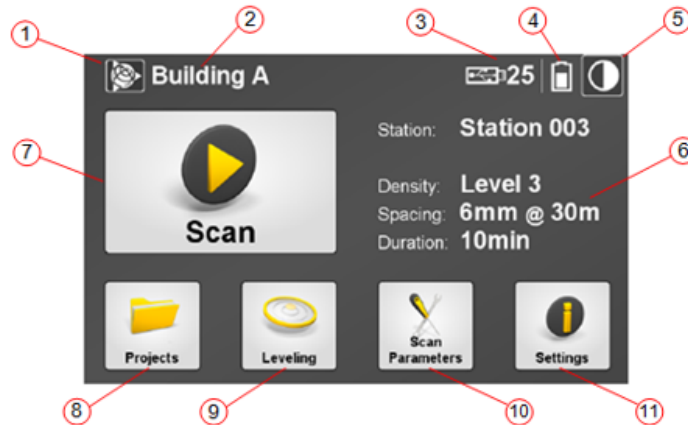 1
2
3
4
5
Building A
25
7
Station: Station 003
6
Density: Level 3
Spacing: 6mm @ 30m
Duration: 10min
Scan
Projects
Leveling
Scan
Parameters
Settings
8
9
10
11